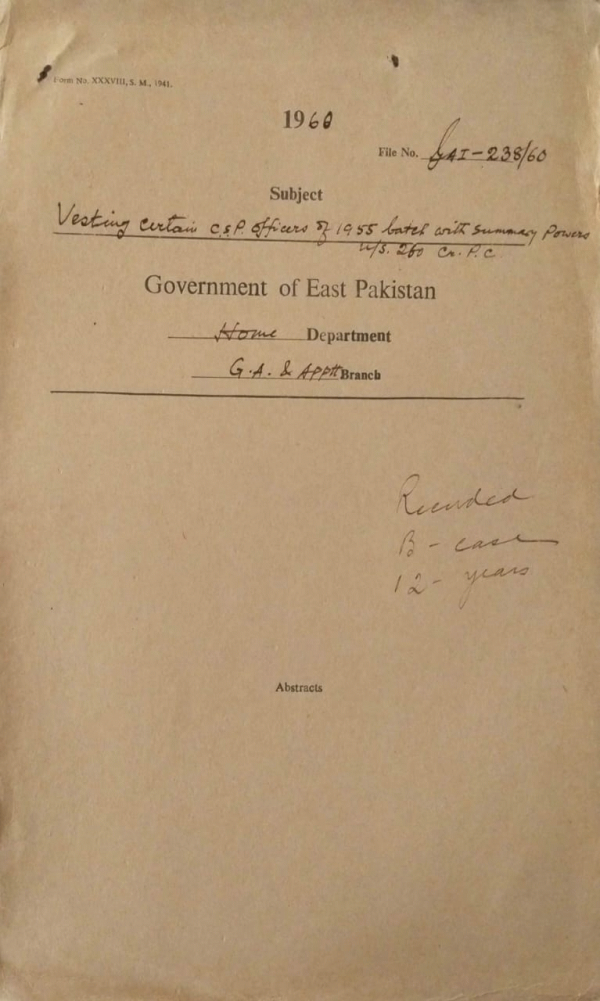 Form No. XXXVIII, S. M., 1941.
1960
File No. GAI-238/60
Subject
Vesting certain C.S.P. officers of 1955 batch with Summary Powers
u/s. 260 Cr. P.C.
Government of East Pakistan
Home Department
G.A. & Apptt Branch
Recorded
B - case
12 - years
Abstracts